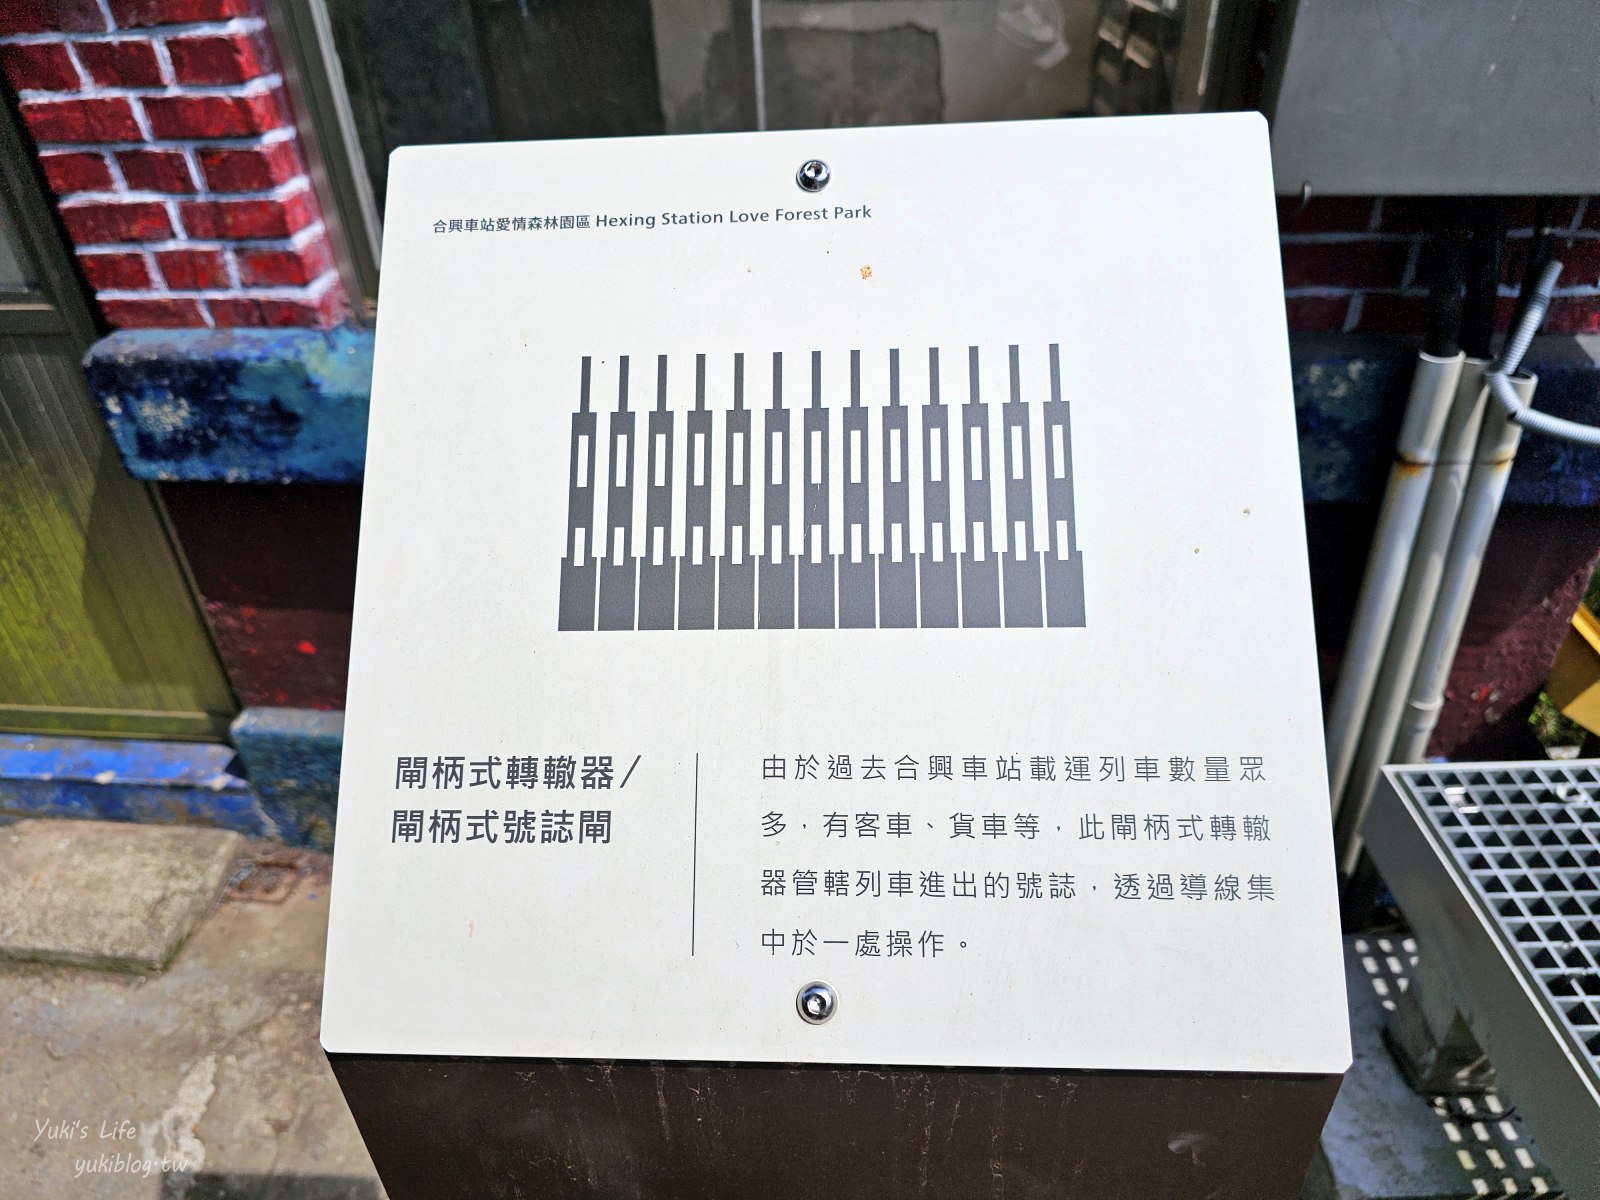 合興車站愛情森林園區 Hexing Station Love Forest Park
閘柄式轉轍器/
閘柄式號誌閘
由於過去合興車站載運列車數量眾
多，有客車、貨車等，此閘柄式轉轍
器管轄列車進出的號誌，透過導線集
中於一處操作。
Yuki's Life
yukiblog.tw